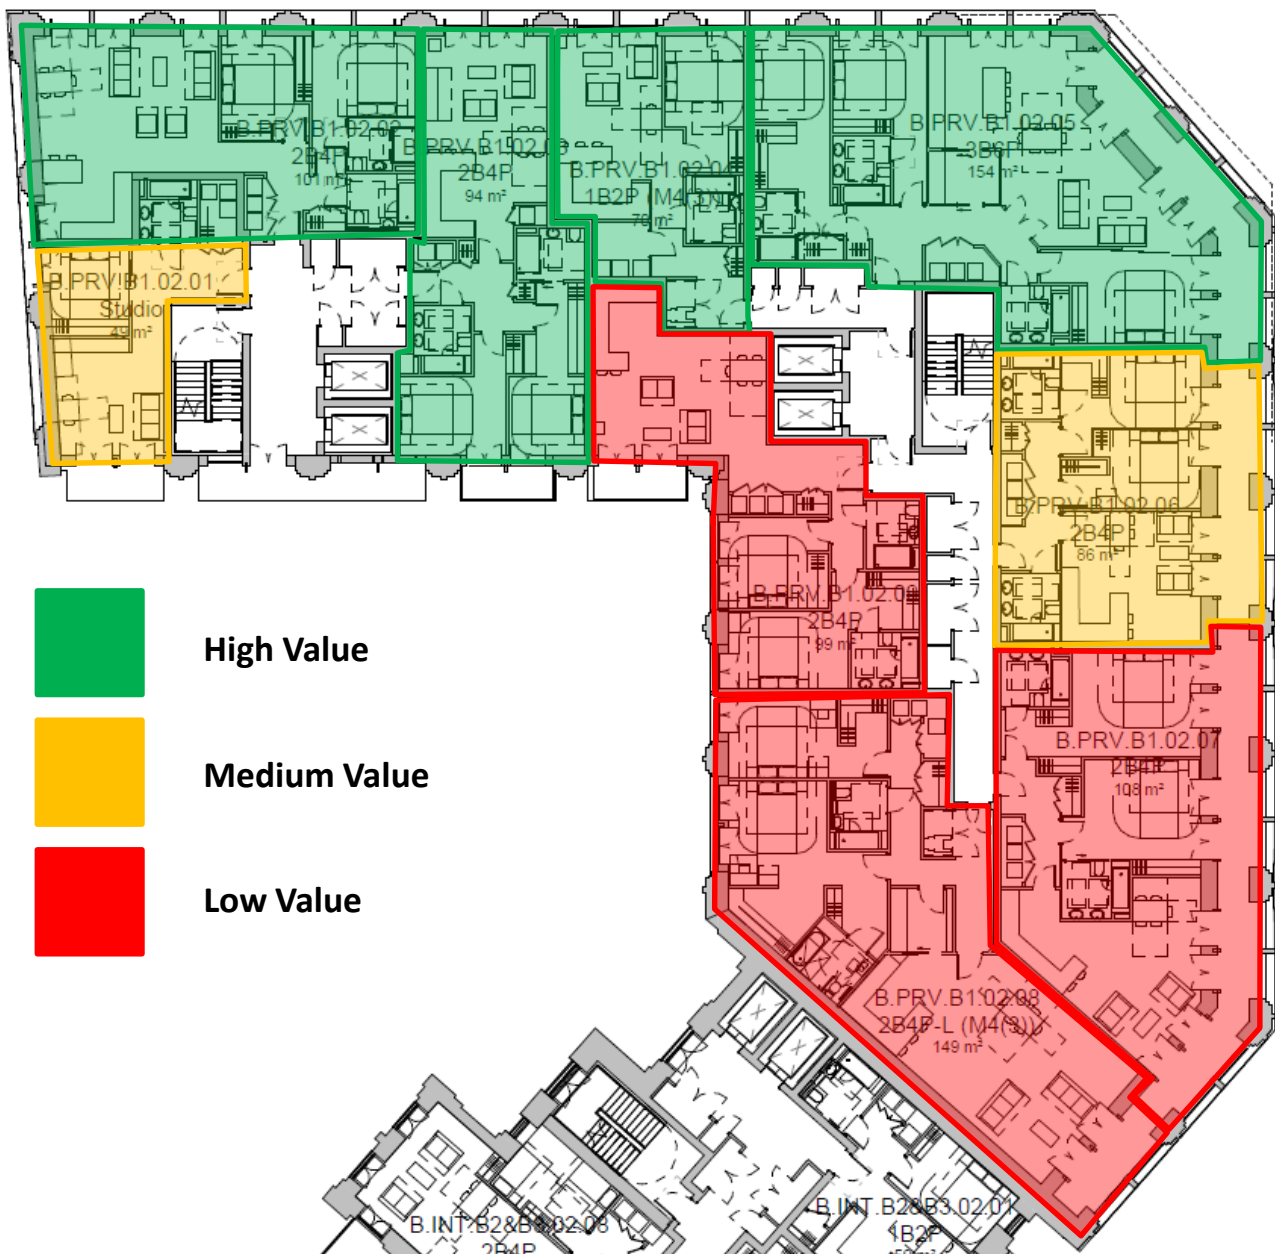 B.PRV.B1.02.02
2B4P
101 m²
B.PRV.B1.02.03
2B4P
94 m²
B.PRV.B1.02.04
1B2P (M4(3))
B.PRV.B1.02.05
3B6P
154 m²
B.PRV.B1.02.01
Studio
49 m²
B.PRV.B1.02.06
2B4P
86 m²
B.PRV.B1.02.09
2B4P
99 m²
High Value
Medium Value
Low Value
B.PRV.B1.02.07
2B4P
108 m²
B.PRV.B1.02.08
2B4P-L (M4(3))
149 m²
B.INT.B2&B3.02.01
1B2P
B.INT.B2&B3.02.08
2B4P